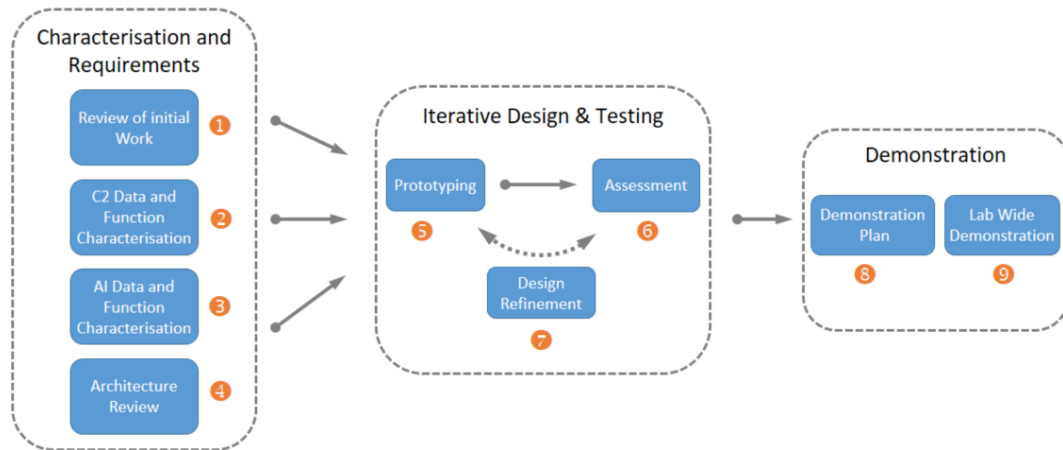 Characterisation and
Requirements
Review of initial
Work
1
C2 Data and
Function
Characterisation
2
AI Data and
Function
Characterisation
3
Architecture
Review
4
Iterative Design & Testing
Prototyping
5
Assessment
6
Design
Refinement
7
Demonstration
Demonstration
Plan
8
Lab Wide
Demonstration
9